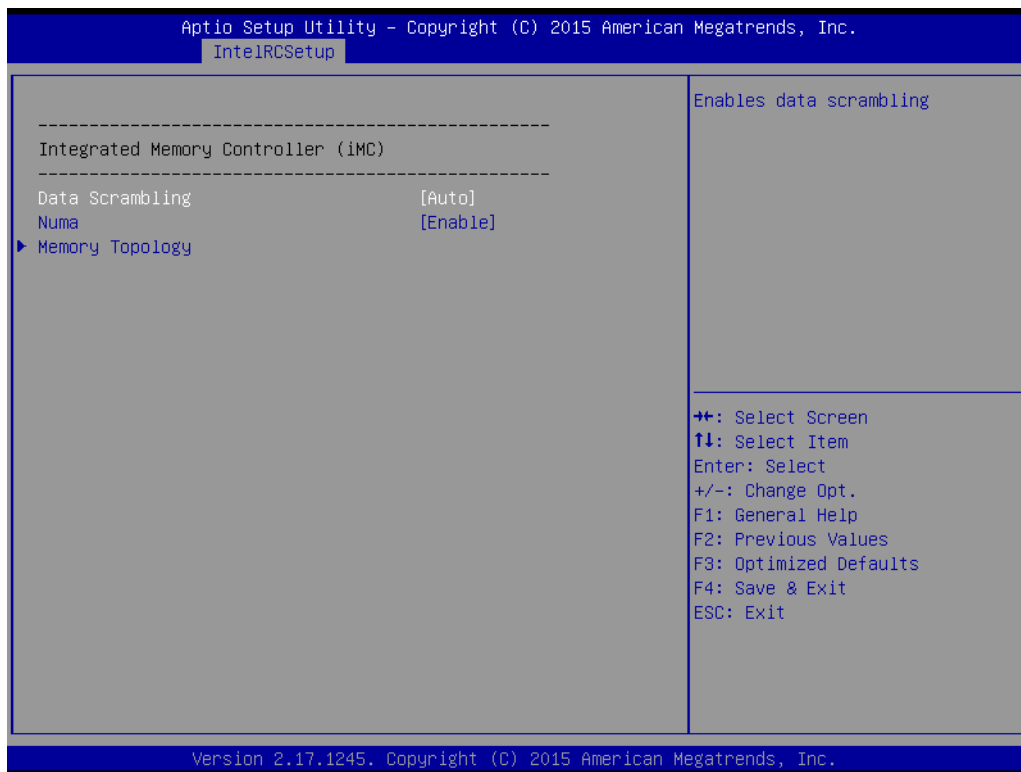 Aptio Setup Utility – Copyright (C) 2015 American Megatrends, Inc.
IntelRCSetup
--------------------------------------------------
Integrated Memory Controller (iMC)
--------------------------------------------------
Data Scrambling [Auto]
Numa [Enable]
Memory Topology
Enables data scrambling
→←: Select Screen
↑↓: Select Item
Enter: Select
+/-: Change Opt.
F1: General Help
F2: Previous Values
F3: Optimized Defaults
F4: Save & Exit
ESC: Exit
Version 2.17.1245. Copyright (C) 2015 American Megatrends, Inc.